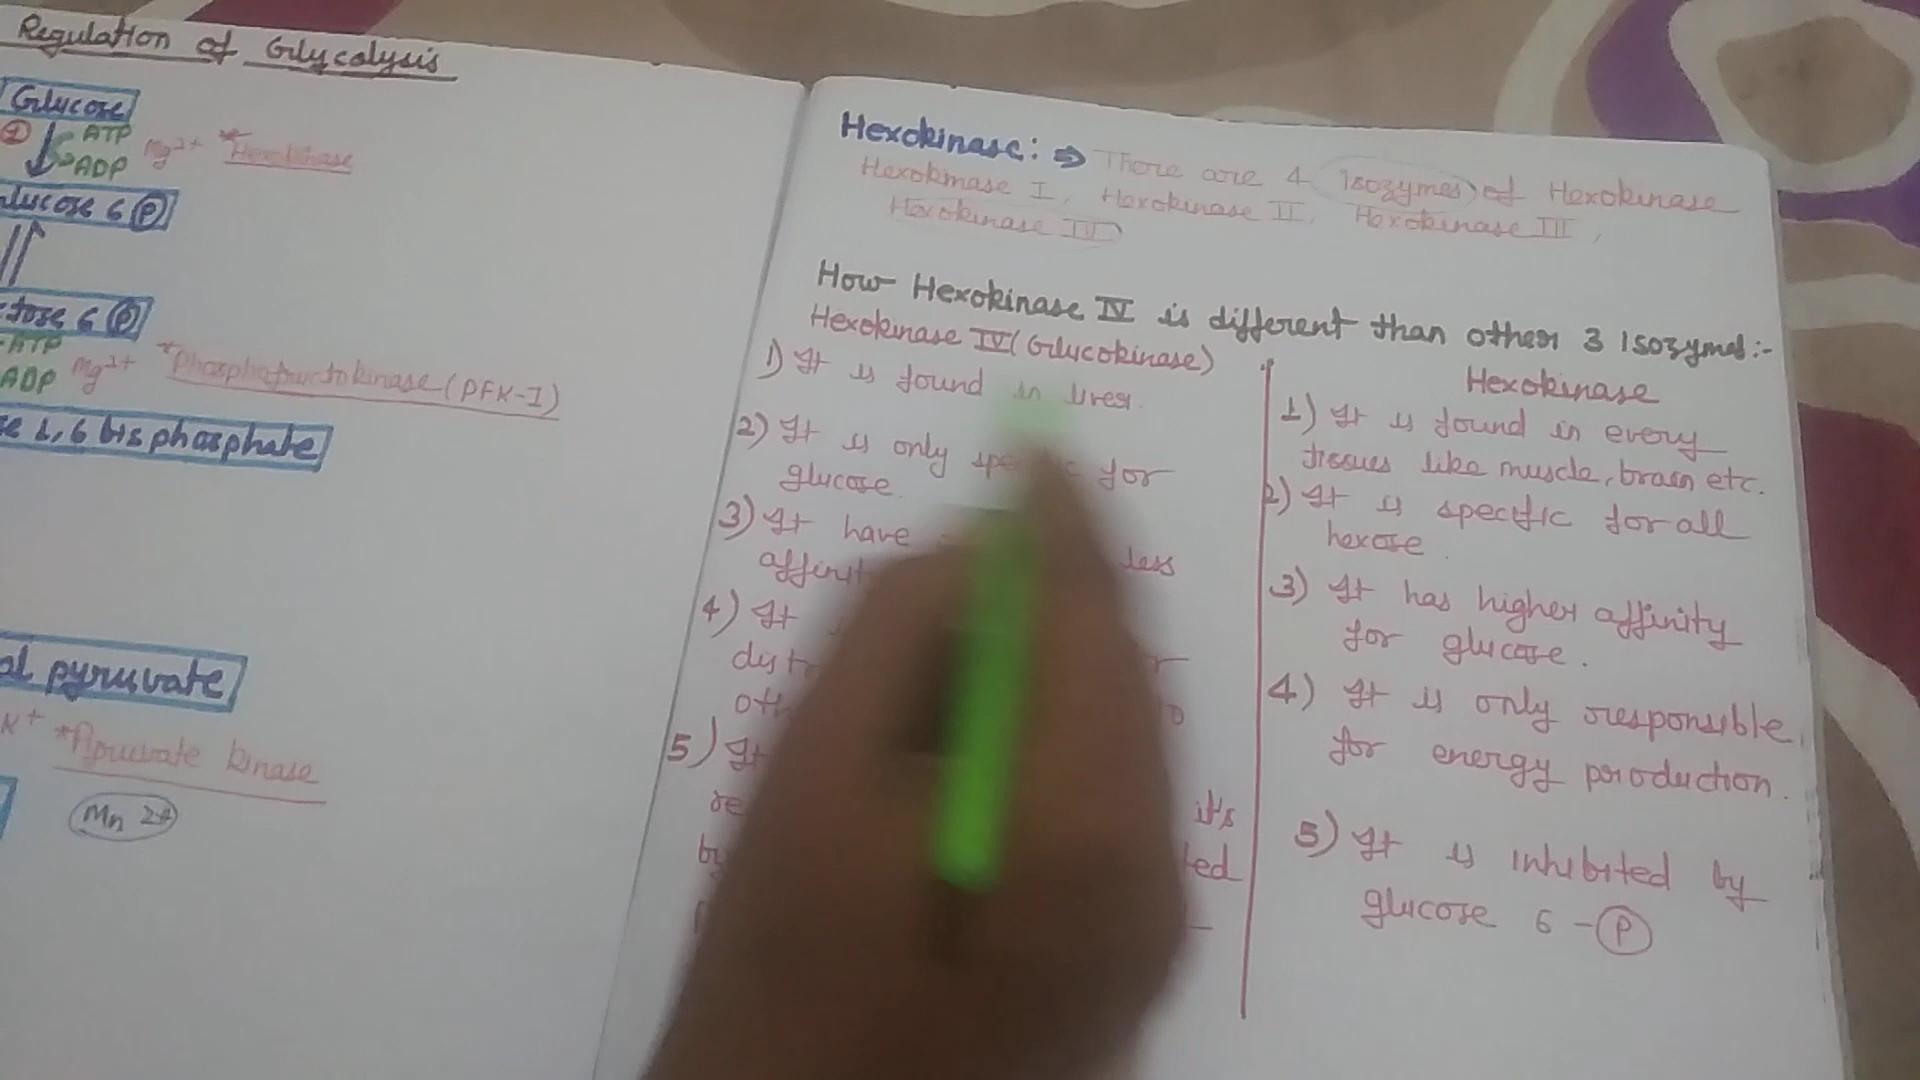 Regulation of Glycolysis
Glucose
1 ATP
ADP
Mg2+ *Hexokinase
lucose 6 P
tose 6 P
ATP
ADP
Mg2+ *Phosphofructokinase (PFK-I)
se 1,6 bisphosphate
ol pyruvate
K+ *Pyruvate kinase
Mn 2+
Hexokinase: ⇒ There are 4 Isozymes of Hexokinase
Hexokinase I, Hexokinase II, Hexokinase III,
Hexokinase IV
How Hexokinase IV is different than other 3 Isozymes:-
Hexokinase IV (Glucokinase)
1) It is found in liver.
2) It is only for
glucose.
3) It have less
4) It
5) It
it's
Hexokinase
1) It is found in every
tissues like muscle, brain etc.
2) It is specific for all
hexose.
3) It has higher affinity
for glucose.
4) It is only responsible
for energy production.
5) It is inhibited by
glucose 6 - P